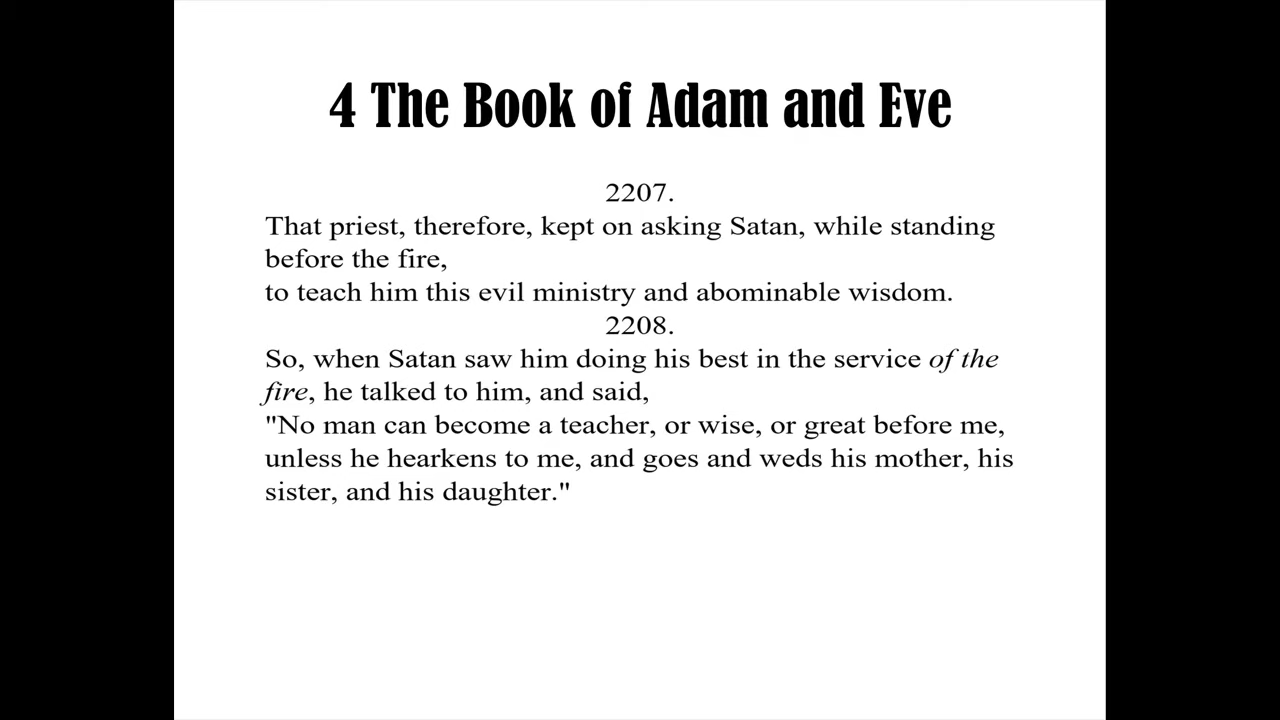 4 The Book of Adam and Eve
2207.
That priest, therefore, kept on asking Satan, while standing
before the fire,
to teach him this evil ministry and abominable wisdom.
2208.
So, when Satan saw him doing his best in the service of the
fire, he talked to him, and said,
"No man can become a teacher, or wise, or great before me,
unless he hearkens to me, and goes and weds his mother, his
sister, and his daughter."